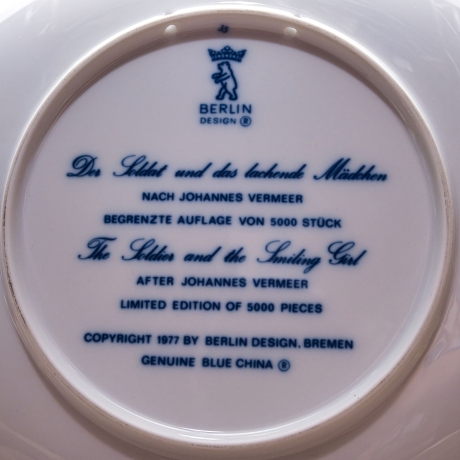 BERLIN
DESIGN ®
Der Soldat und das lachende Mädchen
NACH JOHANNES VERMEER
BEGRENZTE AUFLAGE VON 5000 STÜCK
The Soldier and the Smiling Girl
AFTER JOHANNES VERMEER
LIMITED EDITION OF 5000 PIECES
COPYRIGHT 1977 BY BERLIN DESIGN, BREMEN
GENUINE BLUE CHINA ®